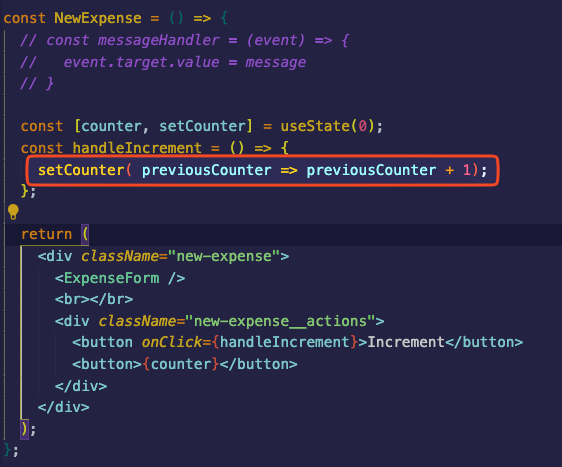 const NewExpense = () => {
// const messageHandler = (event) => {
//   event.target.value = message
// }
const [counter, setCounter] = useState(0);
const handleIncrement = () => {
setCounter( previousCounter => previousCounter + 1);
};
return (
<div className="new-expense">
<ExpenseForm />
<br></br>
<div className="new-expense__actions">
<button onClick={handleIncrement}>Increment</button>
<button>{counter}</button>
</div>
</div>
);
};